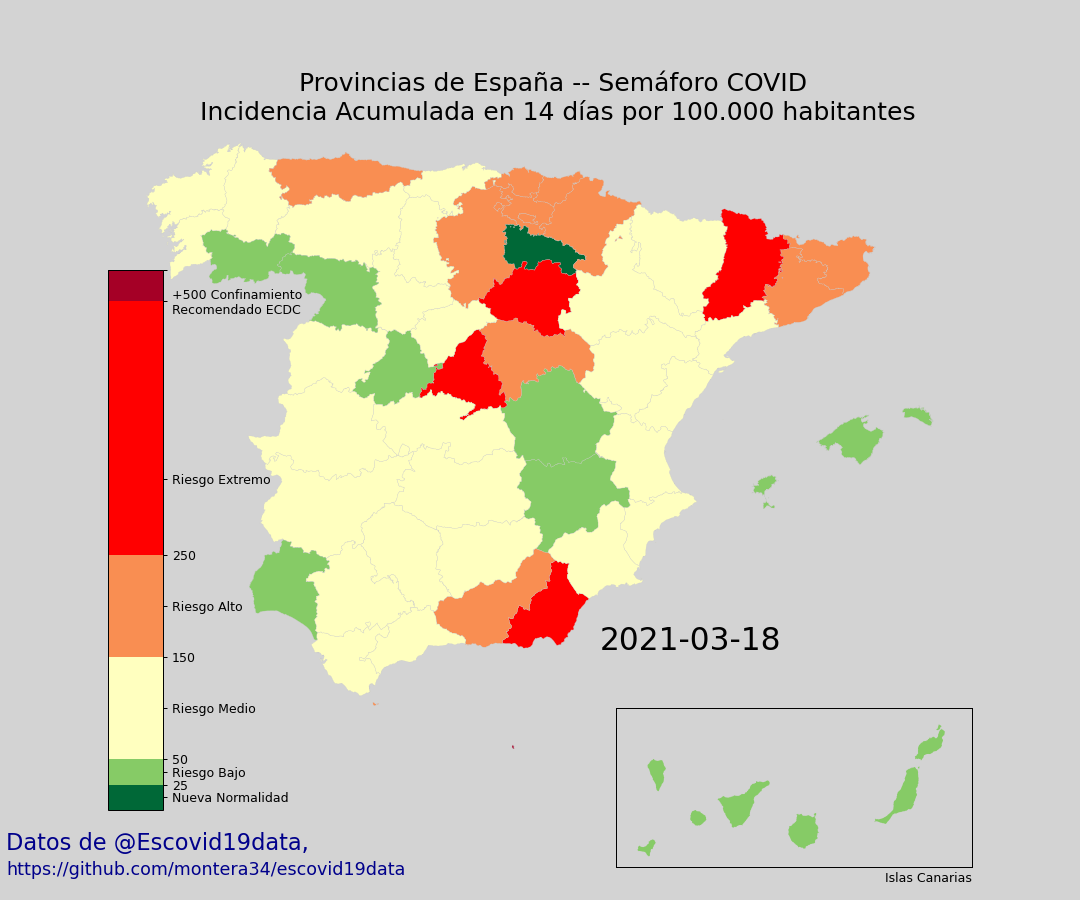 Provincias de España -- Semáforo COVID
Incidencia Acumulada en 14 días por 100.000 habitantes
+500 Confinamiento
Recomendado ECDC
Riesgo Extremo
250
Riesgo Alto
150
Riesgo Medio
50
Riesgo Bajo
25
Nueva Normalidad
2021-03-18
Islas Canarias
Datos de @Escovid19data,
https://github.com/montera34/escovid19data